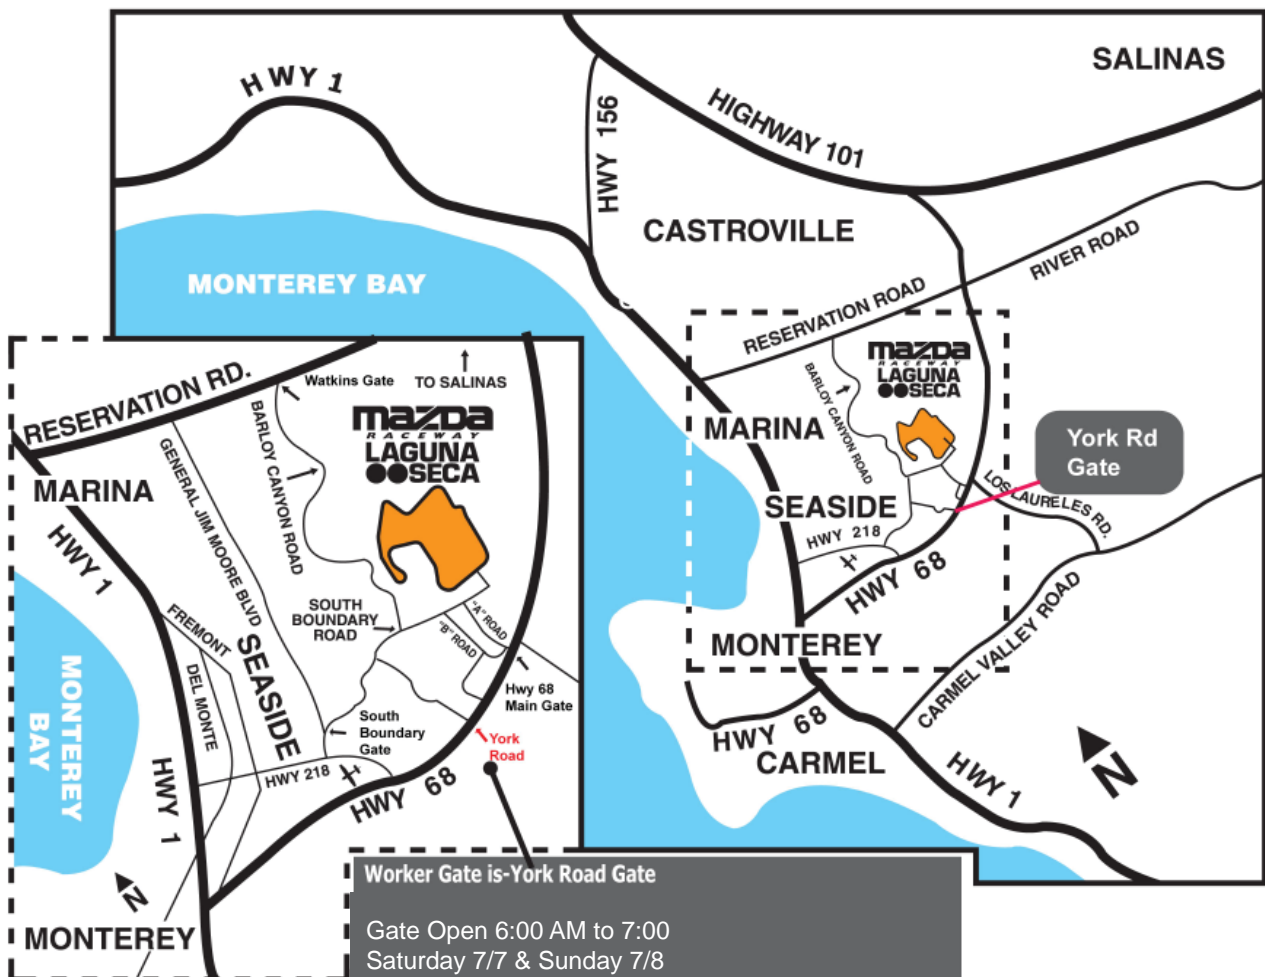 SALINAS
HWY 1
HWY 156
HIGHWAY 101
CASTROVILLE
RIVER ROAD
MONTEREY BAY
RESERVATION ROAD
mazda
RACEWAY
LAGUNA
SECA
BARLOY CANYON ROAD
MARINA
York Rd
Gate
SEASIDE
LOS LAURELES RD.
HWY 218
HWY 68
MONTEREY
CARMEL VALLEY ROAD
HWY 68
CARMEL
HWY 1
N
RESERVATION RD.
Watkins Gate
TO SALINAS
BARLOY CANYON ROAD
mazda
RACEWAY
LAGUNA
SECA
GENERAL JIM MOORE BLVD
MARINA
HWY 1
SOUTH
BOUNDARY
ROAD
"A" ROAD
"B" ROAD
FREMONT
SEASIDE
DEL MONTE
MONTEREY
BAY
Hwy 68
Main Gate
South
Boundary
Gate
York
Road
HWY 218
HWY 68
HWY 1
N
MONTEREY
Worker Gate is-York Road Gate
Gate Open 6:00 AM to 7:00
Saturday 7/7 & Sunday 7/8